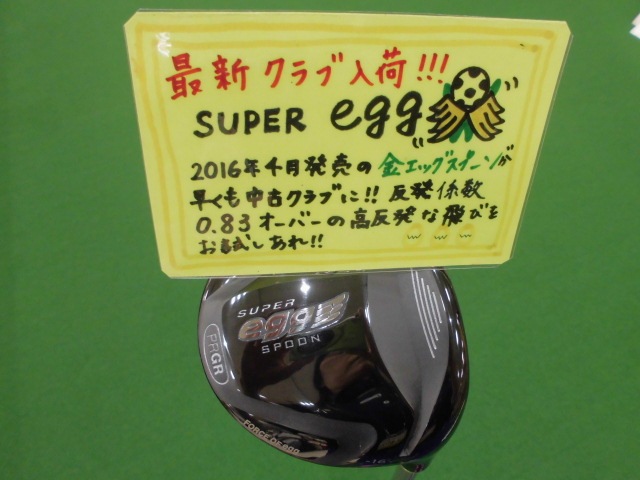 最新クラブ入荷!!!
SUPER egg
2016年4月発売の金エッグスプーンが
早くも中古クラブに!! 反発係数
0.83オーバーの高反発な飛びを
お試しあれ!!
SUPER
egg
SPOON
PRGR
FORCE OF egg